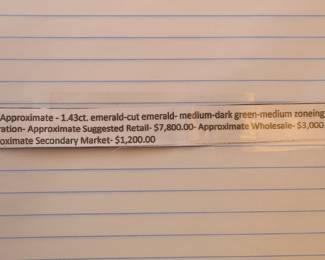 Approximate - 1.43ct. emerald-cut emerald- medium-dark green-medium zoneing
ration- Approximate Suggested Retail- $7,800.00- Approximate Wholesale- $3,000
oximate Secondary Market- $1,200.00